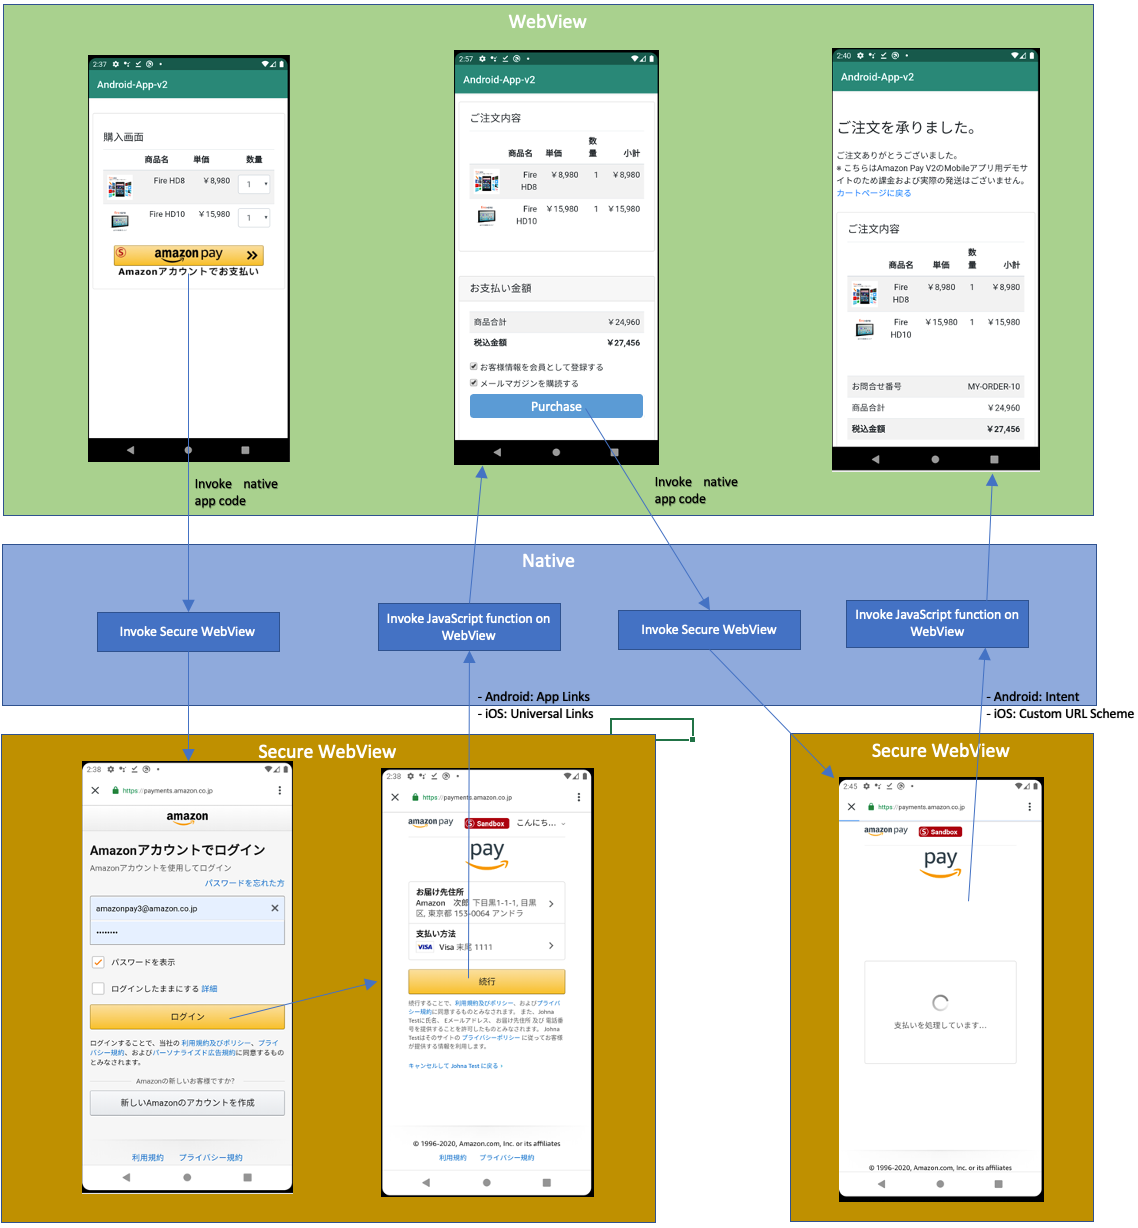 WebView
2:37
Android-App-v2
購入画面
商品名 単価 数量
Fire HD8 ￥8,980 1
Fire HD10 ￥15,980 1
amazon pay
Amazonアカウントでお支払い
Invoke native
app code
2:57
Android-App-v2
ご注文内容
商品名 単価 数量 小計
Fire HD8 ￥8,980 1 ￥8,980
Fire HD10 ￥15,980 1 ￥15,980
お支払い金額
商品合計 ￥24,960
税込金額 ￥27,456
お客様情報を会員として登録する
メールマガジンを購読する
Purchase
Invoke native
app code
2:40
Android-App-v2
ご注文を承りました。
ご注文ありがとうございました。
※ こちらはAmazon Pay V2のMobileアプリ用デモサ
イトのため課金および実際の発送はございません。
カートページに戻る
ご注文内容
商品名 単価 数量 小計
Fire HD8 ￥8,980 1 ￥8,980
Fire HD10 ￥15,980 1 ￥15,980
お問合せ番号 MY-ORDER-10
商品合計 ￥24,960
税込金額 ￥27,456
Native
Invoke Secure WebView
Invoke JavaScript function on
WebView
Invoke Secure WebView
Invoke JavaScript function on
WebView
- Android: App Links
- iOS: Universal Links
- Android: Intent
- iOS: Custom URL Scheme
Secure WebView
2:38
https://payments.amazon.co.jp
amazon
Amazonアカウントでログイン
Amazonアカウントを使用してログイン
パスワードを忘れた方
amazonpay3@amazon.co.jp
••••••••
パスワードを表示
ログインしたままにする 詳細
ログイン
ログインすることで、当社の 利用規約及びポリシー、プライ
バシー規約、およびパーソナライズド広告規約に同意するもの
とみなされます。
Amazonの新しいお客様ですか?
新しいAmazonのアカウントを作成
利用規約 プライバシー規約
2:38
https://payments.amazon.co.jp
amazon pay Sandbox こんにち...
pay
お届け先住所
Amazon 次郎 下目黒1-1-1, 目黒
区, 東京都 153-0064 アンドラ
支払い方法
VISA Visa 末尾 1111
続行
続行することで、利用規約及びポリシー、およびプライバ
シー規約に同意するものとみなされます。 また、Johna
Testに氏名、 Eメールアドレス、 お届け先住所 及び 電話番
号を提供することを許可したものとみなされます。 Johna
Testはそのサイトの プライバシーポリシー に従ってお客様
が提供する情報を利用します。
キャンセルして Johna Test に戻る ›
© 1996-2020, Amazon.com, Inc. or its affiliates
利用規約 プライバシー規約
Secure WebView
2:45
https://payments.amazon.co.jp
amazon pay Sandbox
pay
支払いを処理しています...
© 1996-2020, Amazon.com, Inc. or its affiliates